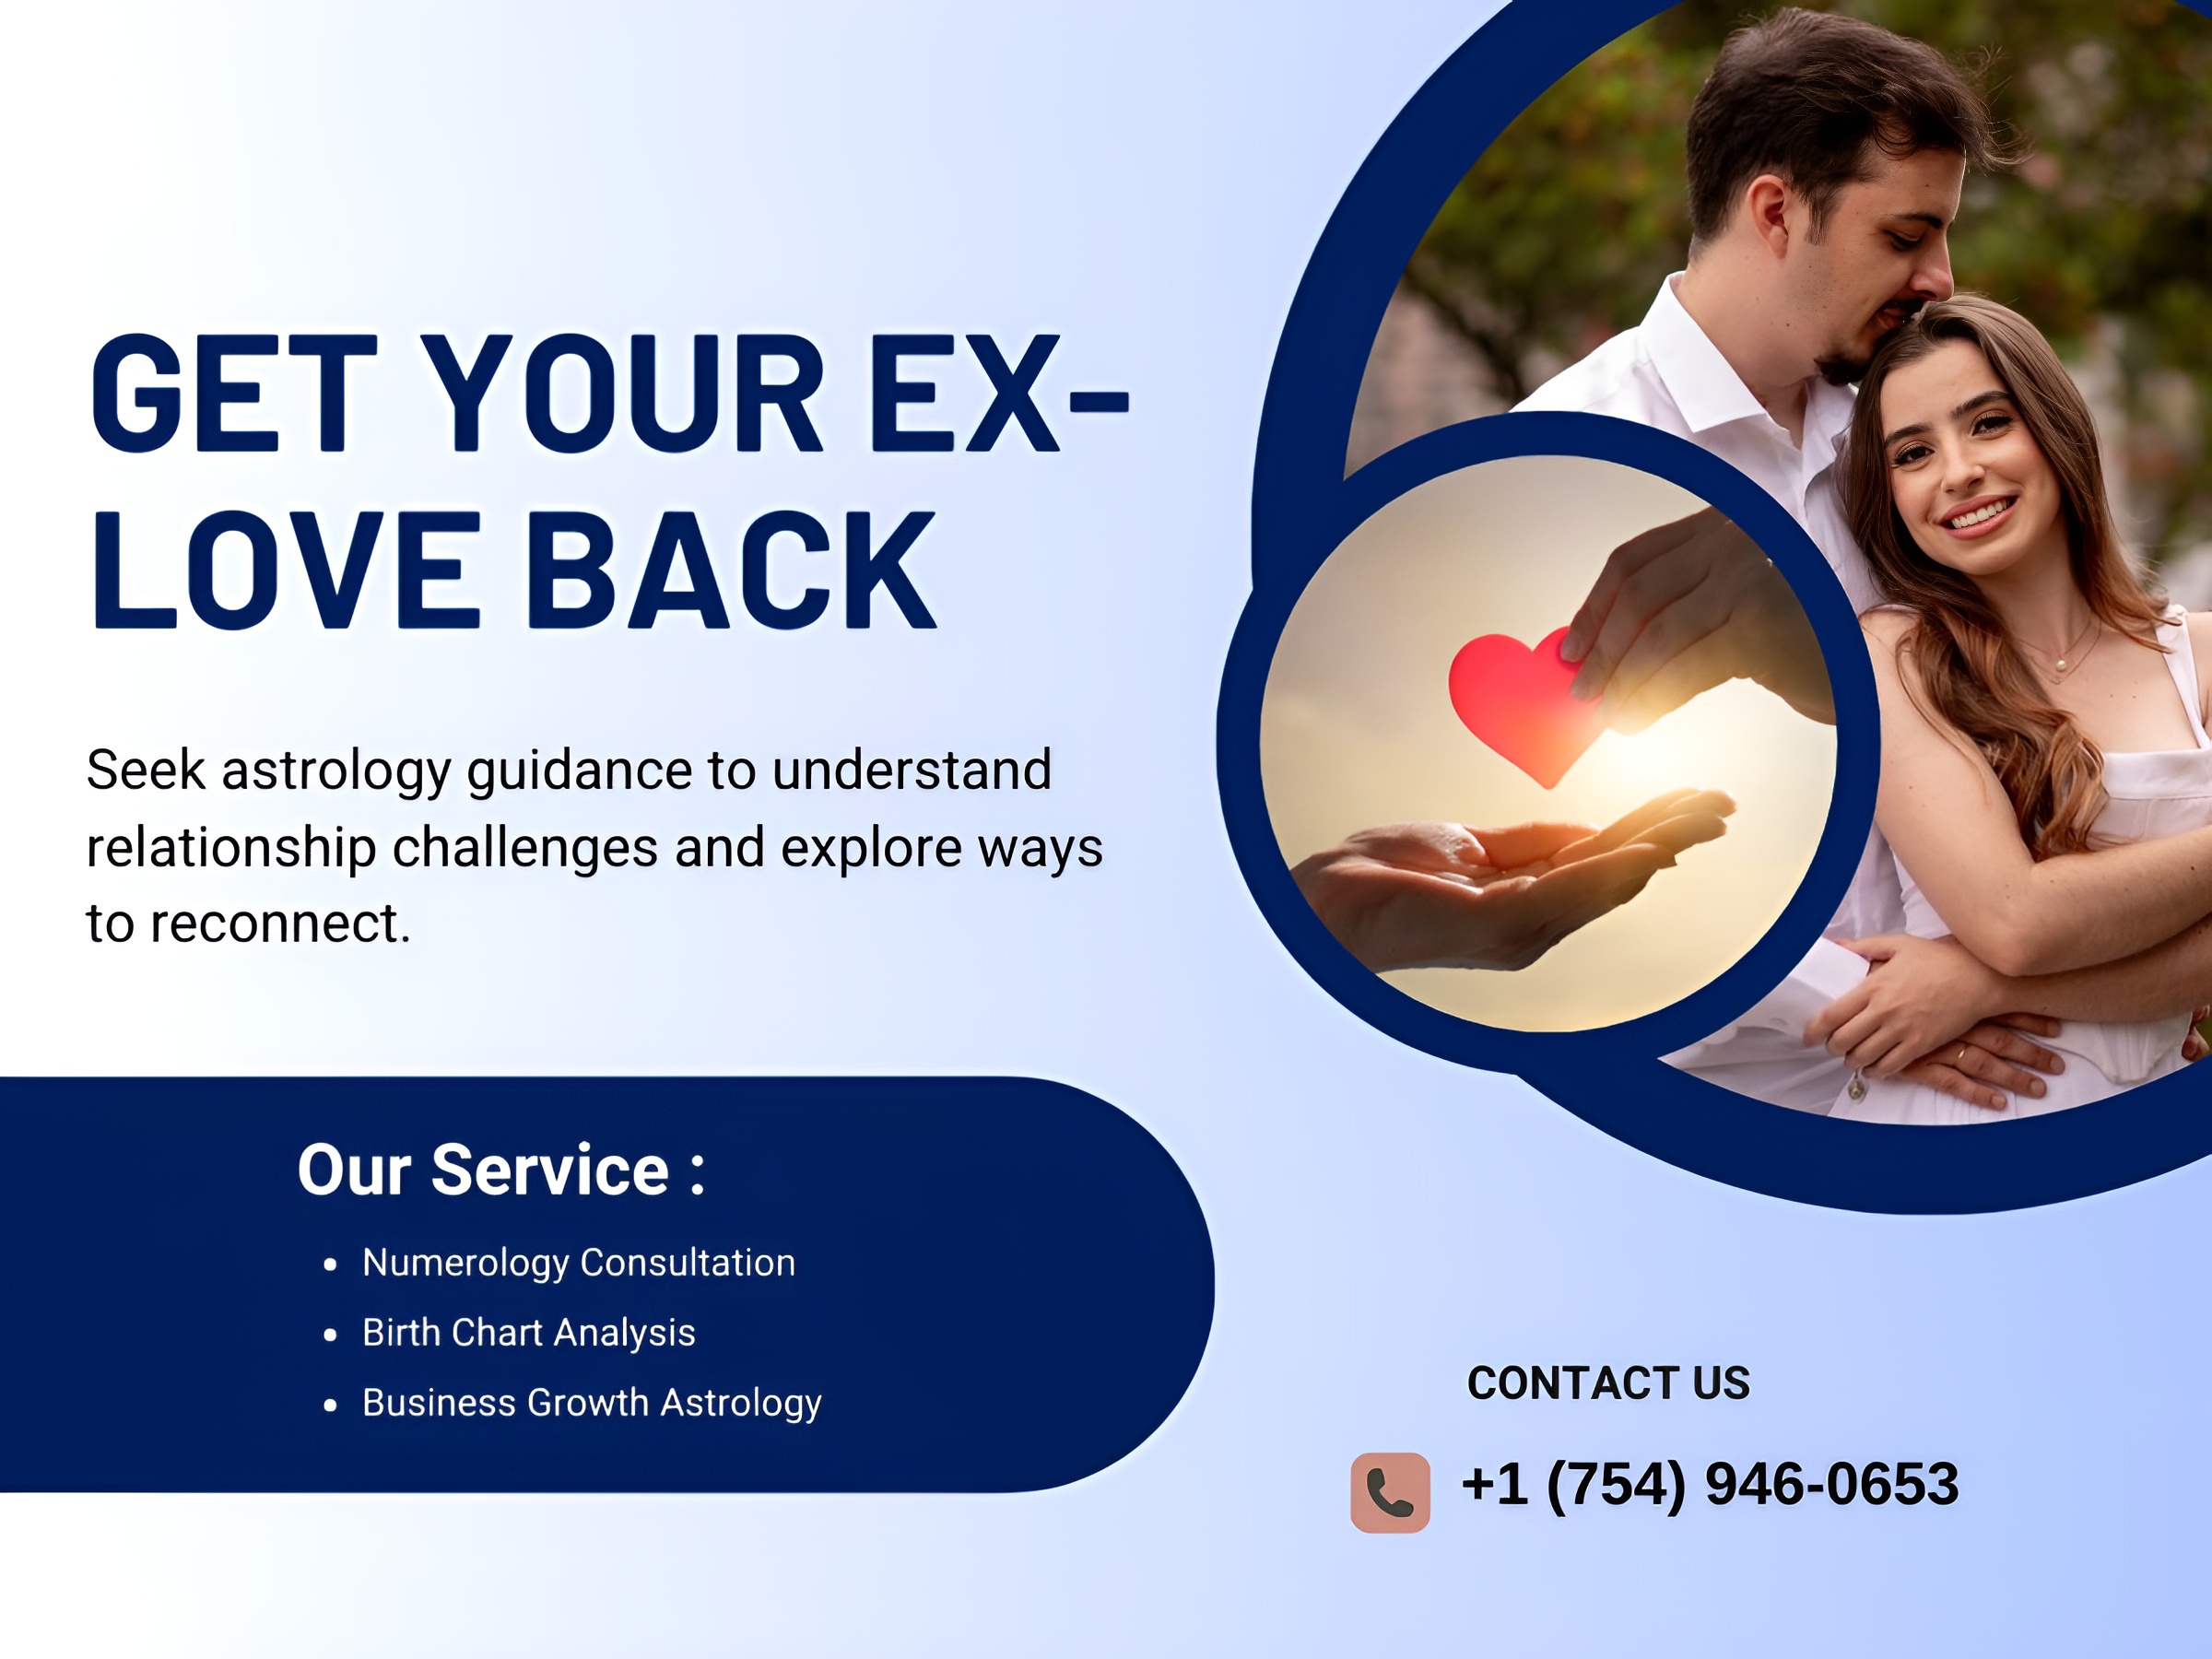 GET YOUR EX-
LOVE BACK
Seek astrology guidance to understand
relationship challenges and explore ways
to reconnect.
Our Service :
• Numerology Consultation
• Birth Chart Analysis
• Business Growth Astrology
CONTACT US
+1 (754) 946-0653